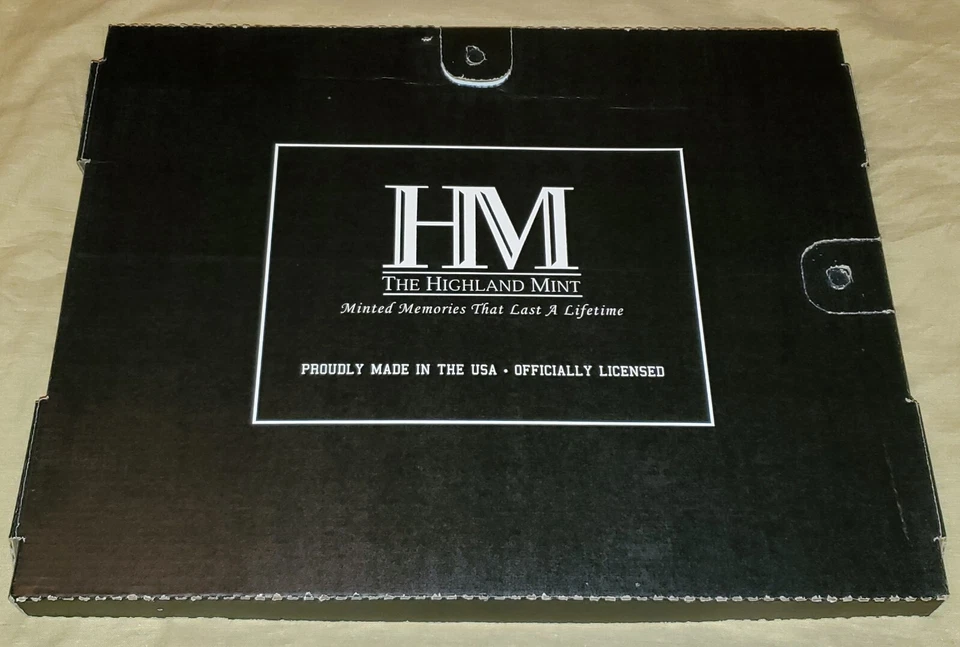 HM
THE HIGHLAND MINT
Minted Memories That Last A Lifetime
PROUDLY MADE IN THE USA • OFFICIALLY LICENSED